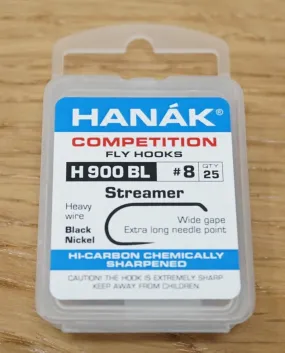 HANÁK®
COMPETITION
FLY HOOKS
H 900 BL #8 QTY 25
Streamer
Heavy wire
Wide gape
Black Nickel
Extra long needle point
HI-CARBON CHEMICALLY
SHARPENED
CAUTION! THE HOOK IS EXTREMELY SHARP
KEEP AWAY FROM CHILDREN.